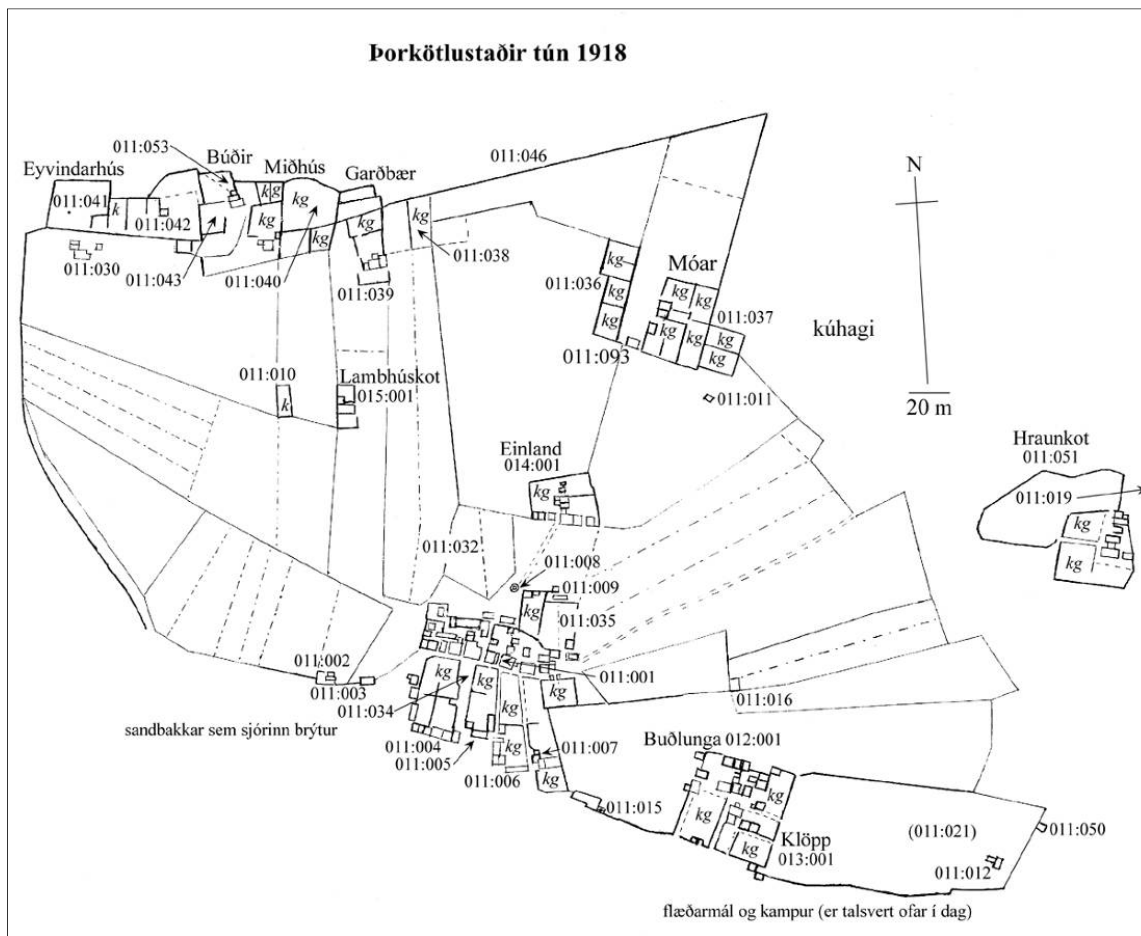 Þorkötlustaðir tún 1918
011:053
Búðir
Miðhús
Garðbær
011:046
N
Eyvindarhús
011:041
k
011:042
kg
kg
kg
kg
kg
kg
011:030
011:043
011:040
011:039
011:038
kg
011:036
kg
kg
Móar
kg
kg
011:037
kg
kg
kg
kg
kúhagi
011:093
011:010
k
Lambhúskot
015:001
011:011
20 m
Einland
014:001
kg
Hraunkot
011:051
011:019
kg
kg
011:032
011:008
011:009
kg
011:035
011:002
011:003
011:001
kg
kg
kg
kg
011:034
011:016
sandbakkar sem sjórinn brýtur
011:004
011:005
011:006
kg
011:007
kg
Buðlunga 012:001
kg
kg
011:015
kg
Klöpp
013:001
(011:021)
011:050
011:012
flæðarmál og kampur (er talsvert ofar í dag)